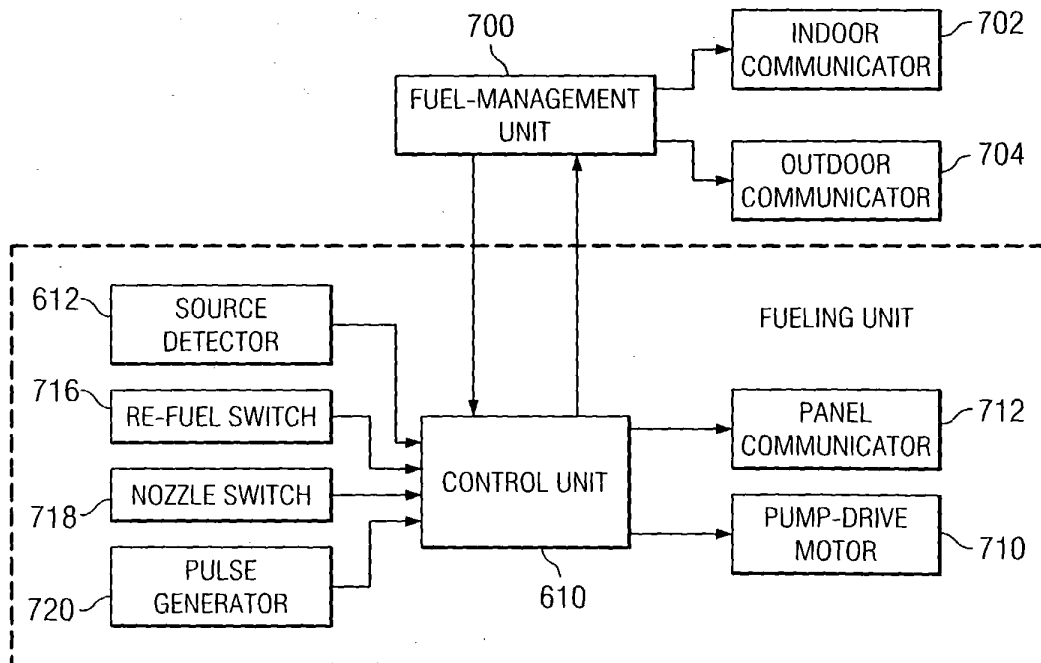 700
FUEL-MANAGEMENT
UNIT
INDOOR
COMMUNICATOR
702
OUTDOOR
COMMUNICATOR
704
FUELING UNIT
612
SOURCE
DETECTOR
716
RE-FUEL SWITCH
718
NOZZLE SWITCH
720
PULSE
GENERATOR
CONTROL UNIT
610
PANEL
COMMUNICATOR
712
PUMP-DRIVE
MOTOR
710